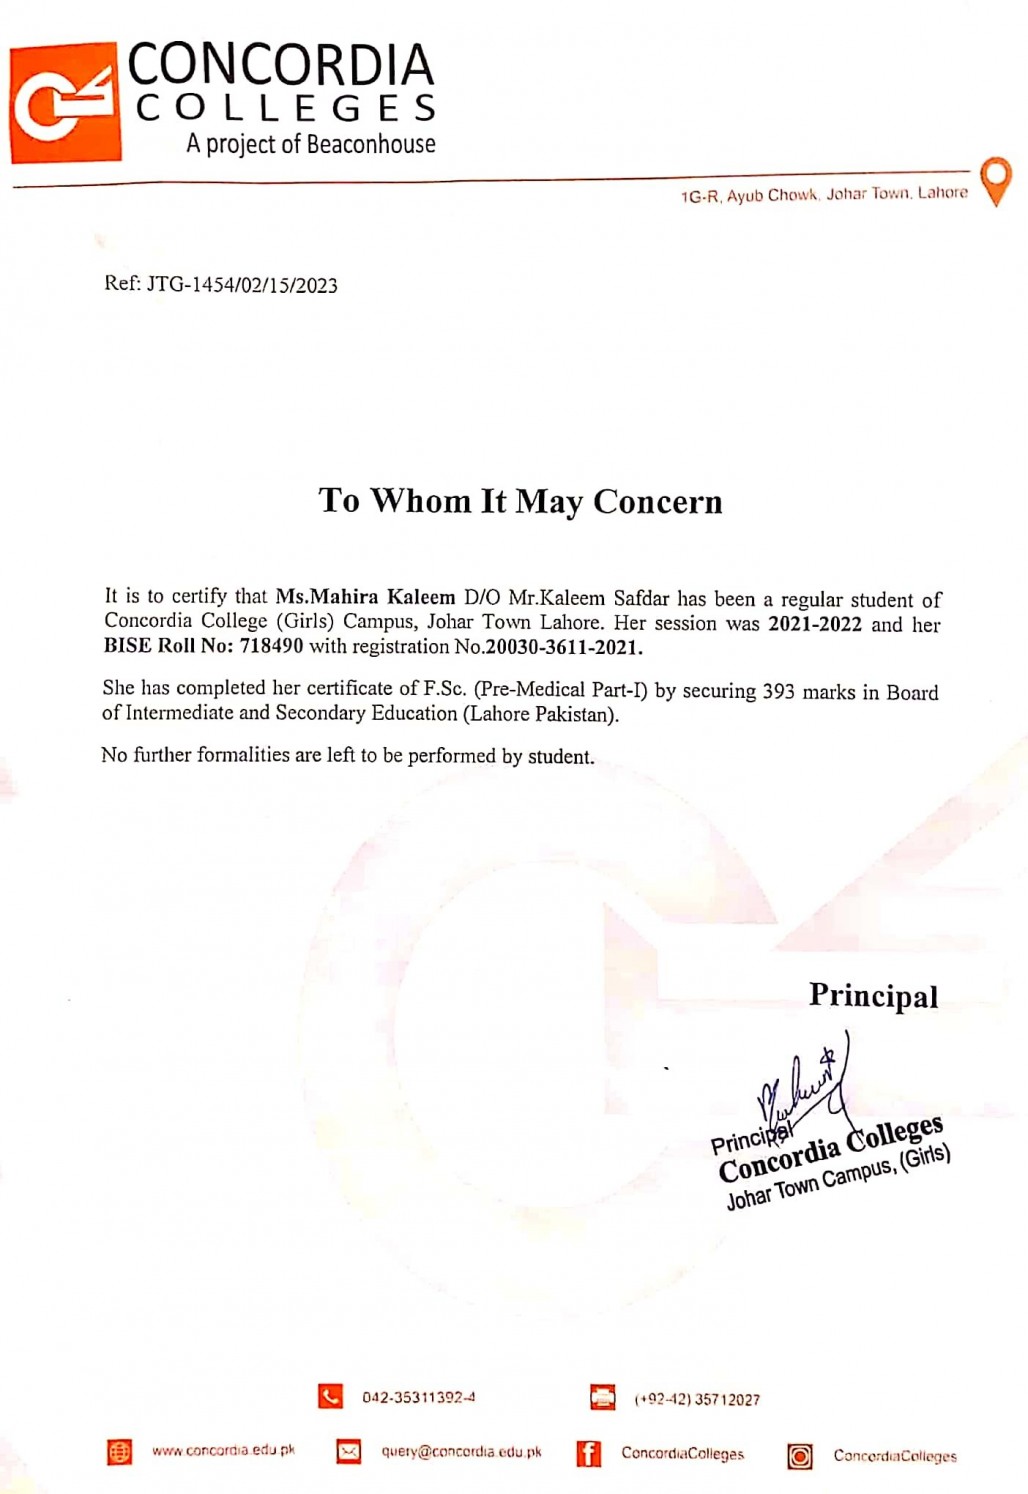 CONCORDIA
COLLEGES
A project of Beaconhouse
1G-R, Ayub Chowk, Johar Town, Lahore
Ref: JTG-1454/02/15/2023
To Whom It May Concern
It is to certify that Ms.Mahira Kaleem D/O Mr.Kaleem Safdar has been a regular student of
Concordia College (Girls) Campus, Johar Town Lahore. Her session was 2021-2022 and her
BISE Roll No: 718490 with registration No.20030-3611-2021.
She has completed her certificate of F.Sc. (Pre-Medical Part-I) by securing 393 marks in Board
of Intermediate and Secondary Education (Lahore Pakistan).
No further formalities are left to be performed by student.
Principal
Principal
Concordia Colleges
Johar Town Campus, (Girls)
042-35311392-4
(+92-42) 35712027
www.concordia.edu.pk
query@concordia.edu.pk
ConcordiaColleges
ConcordiaColleges